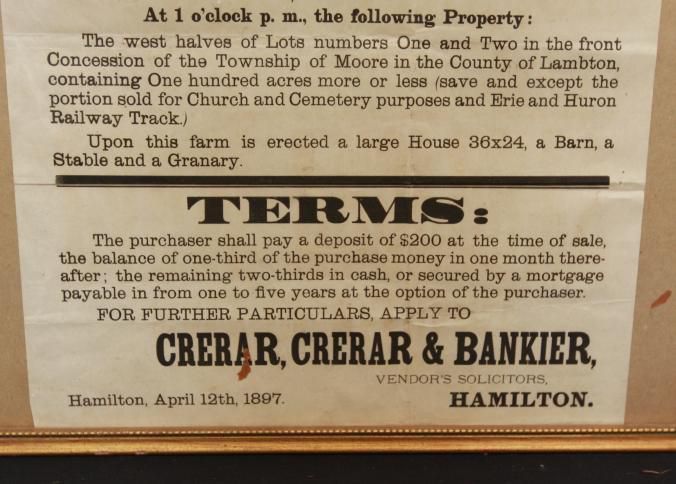 At 1 o'clock p. m., the following Property:
The west halves of Lots numbers One and Two in the front
Concession of the Township of Moore in the County of Lambton,
containing One hundred acres more or less (save and except the
portion sold for Church and Cemetery purposes and Erie and Huron
Railway Track.)
Upon this farm is erected a large House 36x24, a Barn, a
Stable and a Granary.
TERMS:
The purchaser shall pay a deposit of $200 at the time of sale,
the balance of one-third of the purchase money in one month there-
after; the remaining two-thirds in cash, or secured by a mortgage
payable in from one to five years at the option of the purchaser.
FOR FURTHER PARTICULARS, APPLY TO
CRERAR, CRERAR & BANKIER,
VENDOR'S SOLICITORS,
Hamilton, April 12th, 1897. HAMILTON.